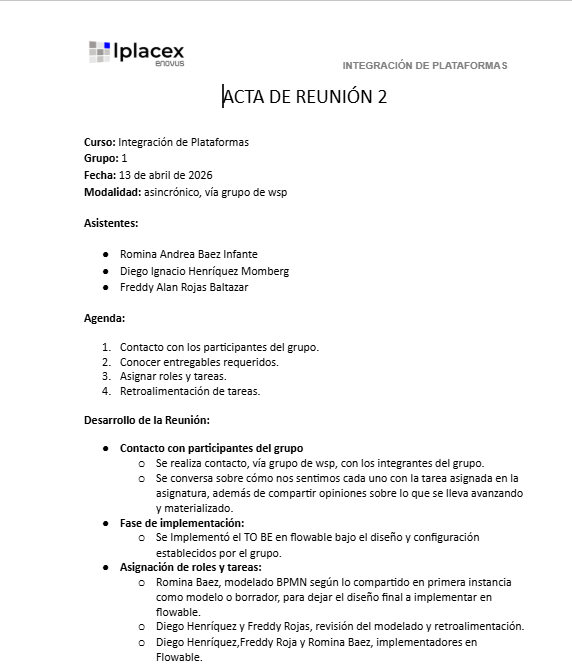 Iplacex
enovus
INTEGRACIÓN DE PLATAFORMAS
ACTA DE REUNIÓN 2
Curso: Integración de Plataformas
Grupo: 1
Fecha: 13 de abril de 2026
Modalidad: asincrónico, vía grupo de wsp
Asistentes:
● Romina Andrea Baez Infante
● Diego Ignacio Henríquez Momberg
● Freddy Alan Rojas Baltazar
Agenda:
1. Contacto con los participantes del grupo.
2. Conocer entregables requeridos.
3. Asignar roles y tareas.
4. Retroalimentación de tareas.
Desarrollo de la Reunión:
● Contacto con participantes del grupo
○ Se realiza contacto, vía grupo de wsp, con los integrantes del grupo.
○ Se conversa sobre cómo nos sentimos cada uno con la tarea asignada en la
asignatura, además de compartir opiniones sobre lo que se lleva avanzando
y materializado.
● Fase de implementación:
○ Se Implementó el TO BE en flowable bajo el diseño y configuración
establecidos por el grupo.
● Asignación de roles y tareas:
○ Romina Baez, modelado BPMN según lo compartido en primera instancia
como modelo o borrador, para dejar el diseño final a implementar en
flowable.
○ Diego Henríquez y Freddy Rojas, revisión del modelado y retroalimentación.
○ Diego Henríquez,Freddy Roja y Romina Baez, implementadores en
Flowable.